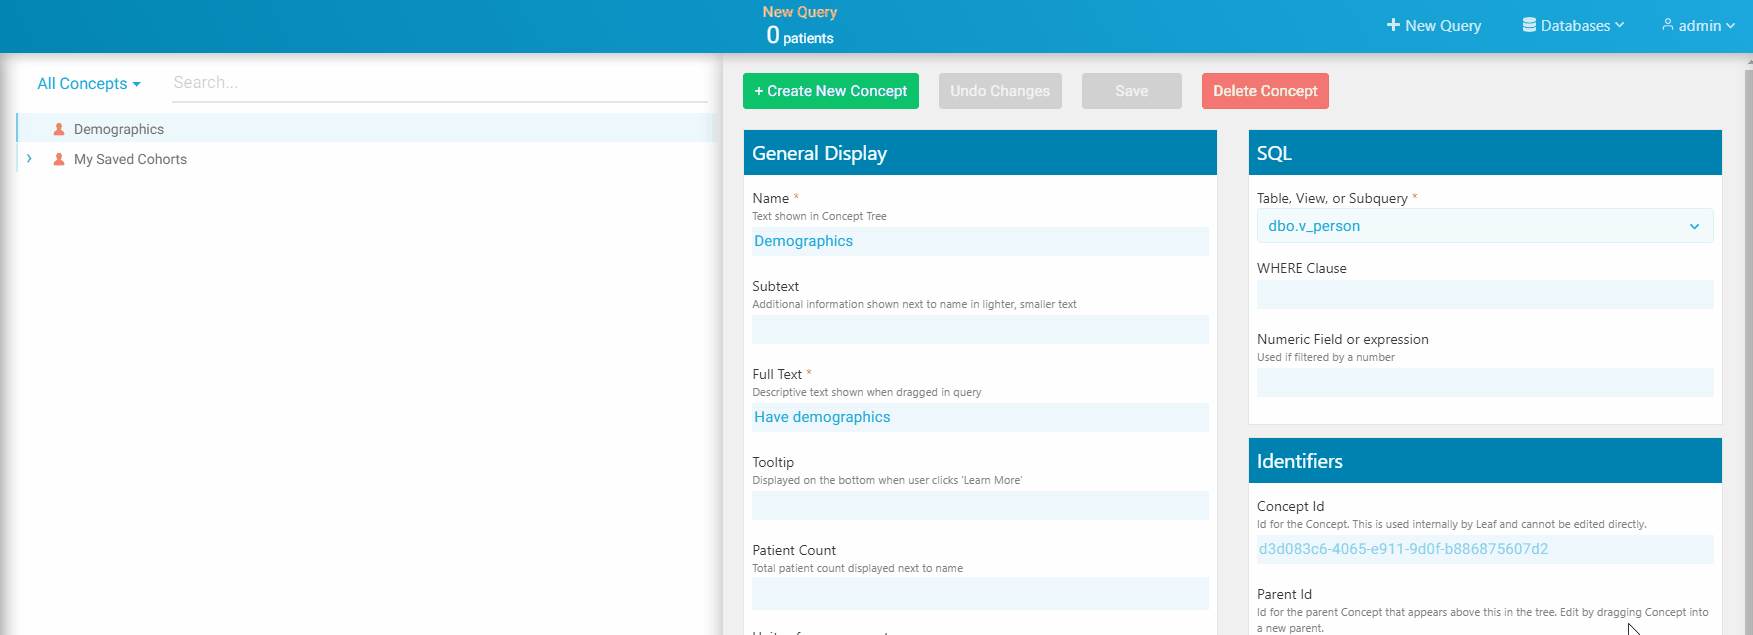 New Query
0 patients
New Query
Databases
admin
All Concepts
Search...
Demographics
My Saved Cohorts
+ Create New Concept
Undo Changes
Save
Delete Concept
General Display
Name *
Text shown in Concept Tree
Demographics
Subtext
Additional information shown next to name in lighter, smaller text
Full Text *
Descriptive text shown when dragged in query
Have demographics
Tooltip
Displayed on the bottom when user clicks 'Learn More'
Patient Count
Total patient count displayed next to name
SQL
Table, View, or Subquery *
dbo.v_person
WHERE Clause
Numeric Field or expression
Used if filtered by a number
Identifiers
Concept Id
Id for the Concept. This is used internally by Leaf and cannot be edited directly.
d3d083c6-4065-e911-9d0f-b886875607d2
Parent Id
Id for the parent Concept that appears above this in the tree. Edit by dragging Concept into
a new parent.